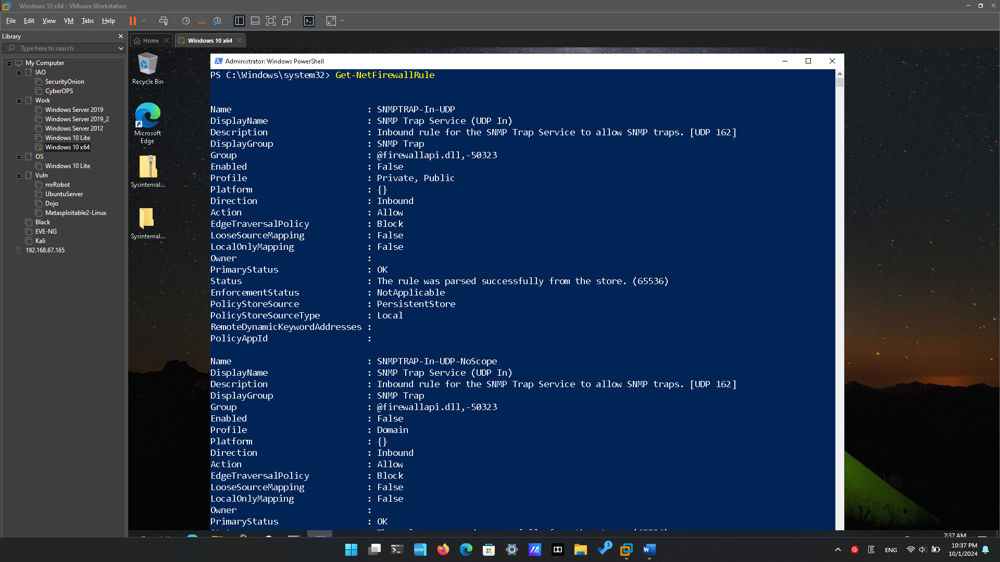 Windows 10 x64 - VMware Workstation
File Edit View VM Tabs Help
Library
Type here to search
My Computer
IAO
SecurityOnion
CyberOPS
Work
Windows Server 2019
Windows Server 2019_2
Windows Server 2012
Windows 10 Lite
Windows 10 x64
OS
Windows 10 Lite
Vuln
mrRobot
UbuntuServer
Dojo
Metasploitable2-Linux
Black
EVE-NG
Kali
192.168.67.165
Home
Windows 10 x64
Recycle Bin
Microsoft
Edge
Sysinternal...
Sysinternal...
Administrator: Windows PowerShell
PS C:\Windows\system32> Get-NetFirewallRule
Name : SNMPTRAP-In-UDP
DisplayName : SNMP Trap Service (UDP In)
Description : Inbound rule for the SNMP Trap Service to allow SNMP traps. [UDP 162]
DisplayGroup : SNMP Trap
Group : @firewallapi.dll,-50323
Enabled : False
Profile : Private, Public
Platform : {}
Direction : Inbound
Action : Allow
EdgeTraversalPolicy : Block
LooseSourceMapping : False
LocalOnlyMapping : False
Owner :
PrimaryStatus : OK
Status : The rule was parsed successfully from the store. (65536)
EnforcementStatus : NotApplicable
PolicyStoreSource : PersistentStore
PolicyStoreSourceType : Local
RemoteDynamicKeywordAddresses :
PolicyAppId :
Name : SNMPTRAP-In-UDP-NoScope
DisplayName : SNMP Trap Service (UDP In)
Description : Inbound rule for the SNMP Trap Service to allow SNMP traps. [UDP 162]
DisplayGroup : SNMP Trap
Group : @firewallapi.dll,-50323
Enabled : False
Profile : Domain
Platform : {}
Direction : Inbound
Action : Allow
EdgeTraversalPolicy : Block
LooseSourceMapping : False
LocalOnlyMapping : False
Owner :
PrimaryStatus : OK
7:37 AM
one
3
W
G
E
ENG
10:37 PM
10/1/2024